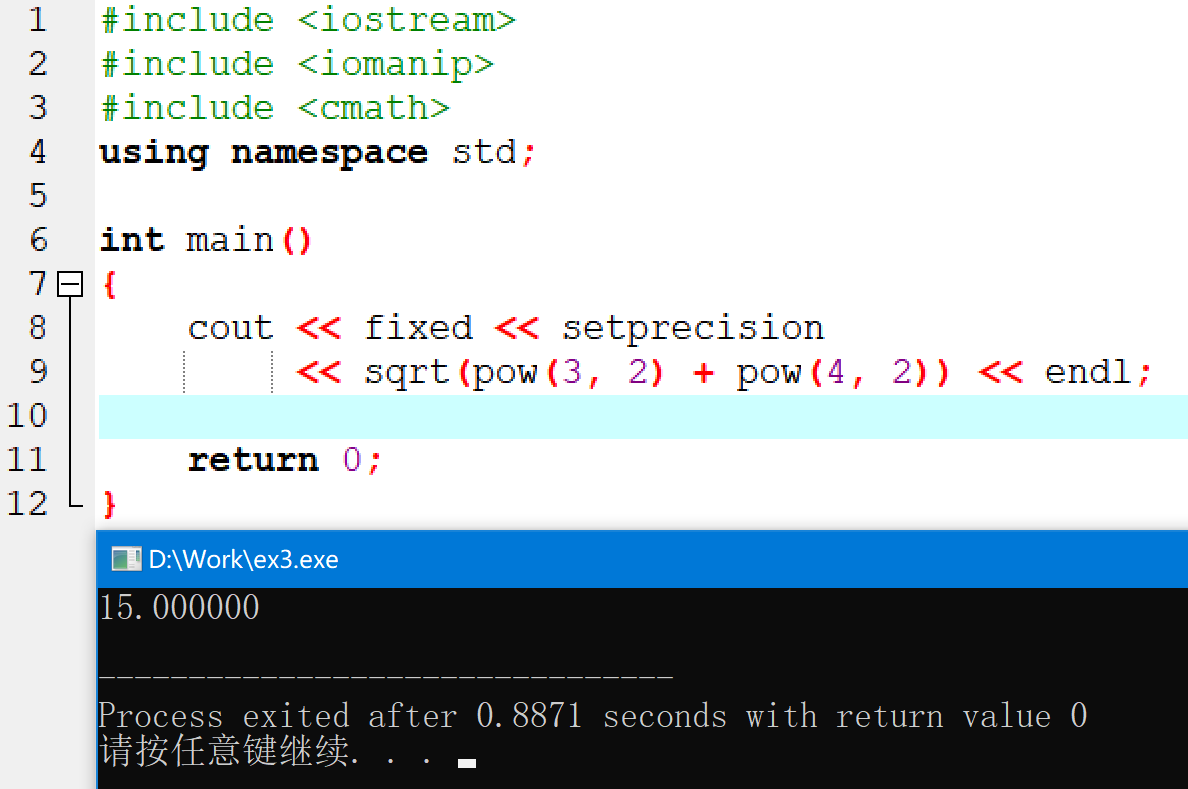 1 #include <iostream>
2 #include <iomanip>
3 #include <cmath>
4 using namespace std;
5
6 int main()
7 {
8 cout << fixed << setprecision
9 << sqrt(pow(3, 2) + pow(4, 2)) << endl;
10
11 return 0;
12 }
D:\Work\ex3.exe
15.000000
--------------------------------
Process exited after 0.8871 seconds with return value 0
请按任意键继续. . .